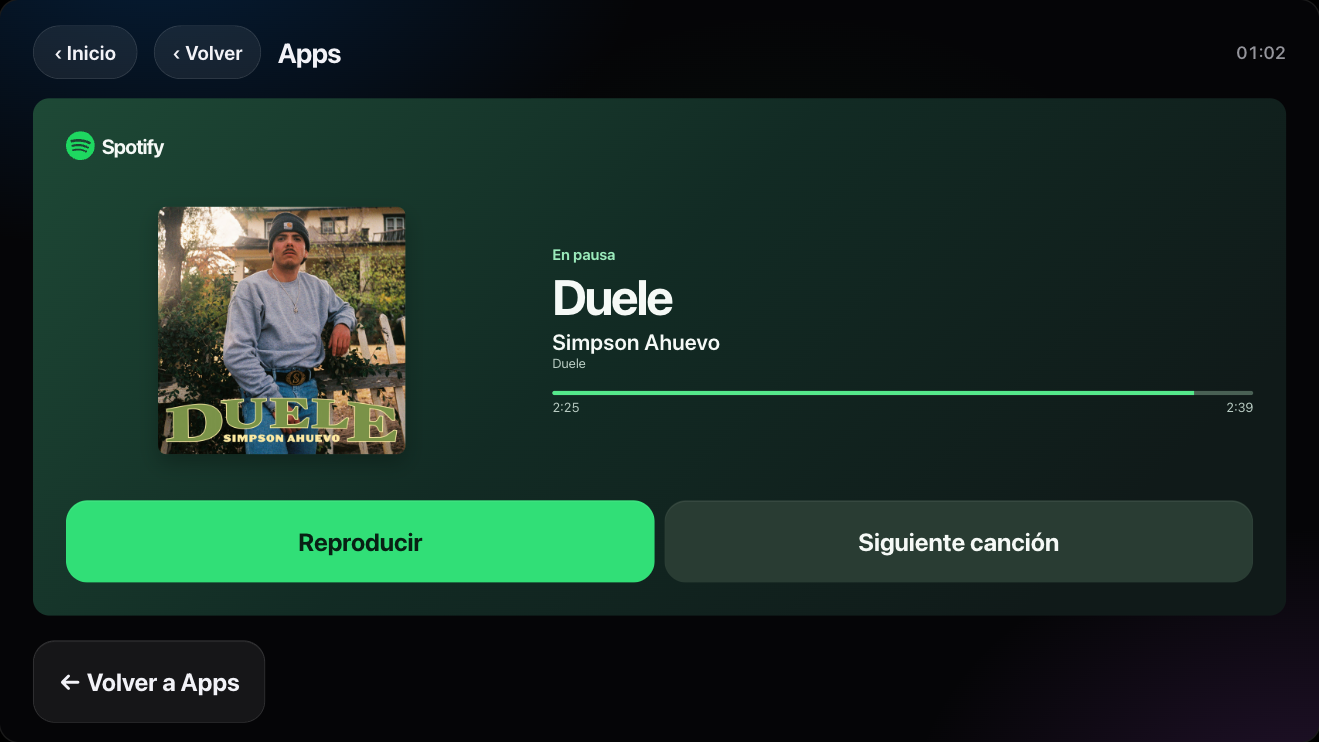 ‹ Inicio
‹ Volver
Apps
01:02
Spotify
DUELE
SIMPSON AHUEVO
En pausa
Duele
Simpson Ahuevo
Duele
2:25
2:39
Reproducir
Siguiente canción
← Volver a Apps